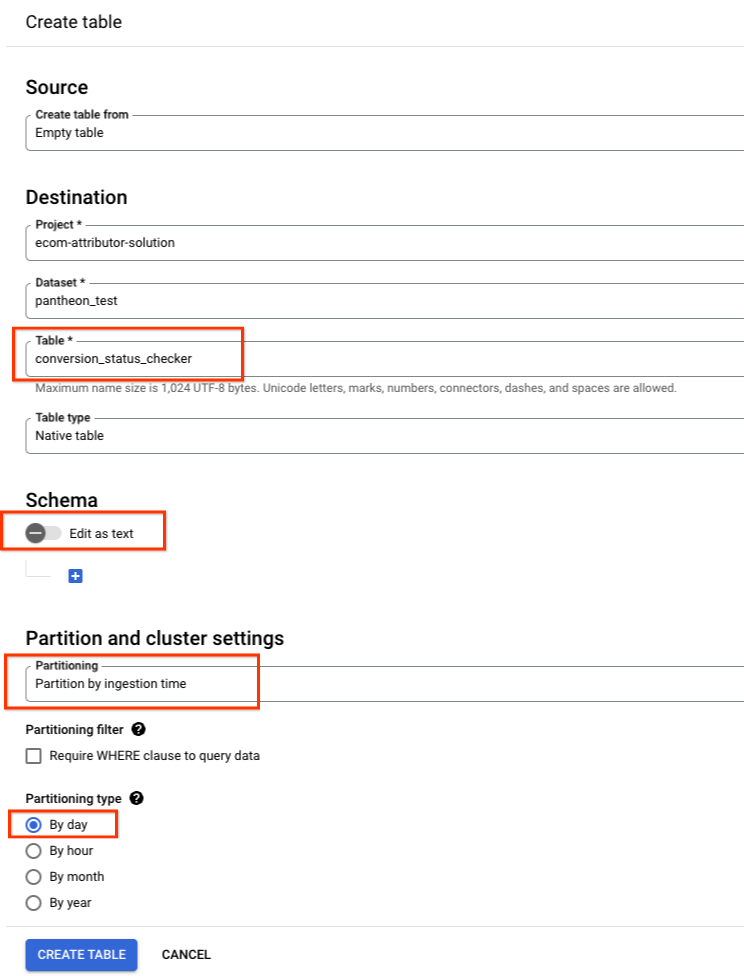 Create table
Source
Create table from
Empty table
Destination
Project *
ecom-attributor-solution
Dataset *
pantheon_test
Table *
conversion_status_checker
Maximum name size is 1,024 UTF-8 bytes. Unicode letters, marks, numbers, connectors, dashes, and spaces are allowed.
Table type
Native table
Schema
Edit as text
Partition and cluster settings
Partitioning
Partition by ingestion time
Partitioning filter
Require WHERE clause to query data
Partitioning type
By day
By hour
By month
By year
CREATE TABLE CANCEL